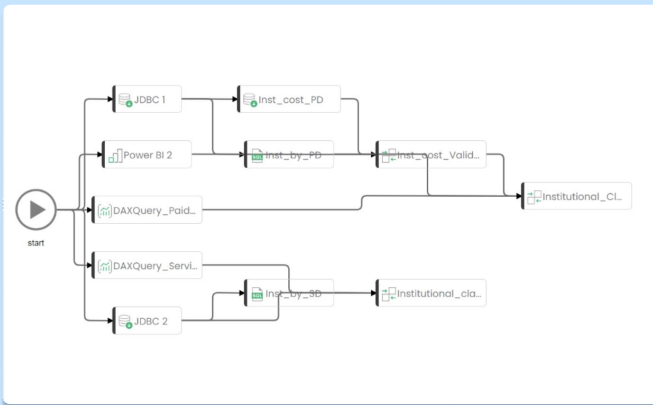 JDBC 1
Inst_cost_PD
Power BI 2
Inst_by_PD
Inst_cost_Valid...
DAXQuery_Paid...
Institutional_Cl...
start
DAXQuery_Servi...
Inst_by_SD
Institutional_cla...
JDBC 2